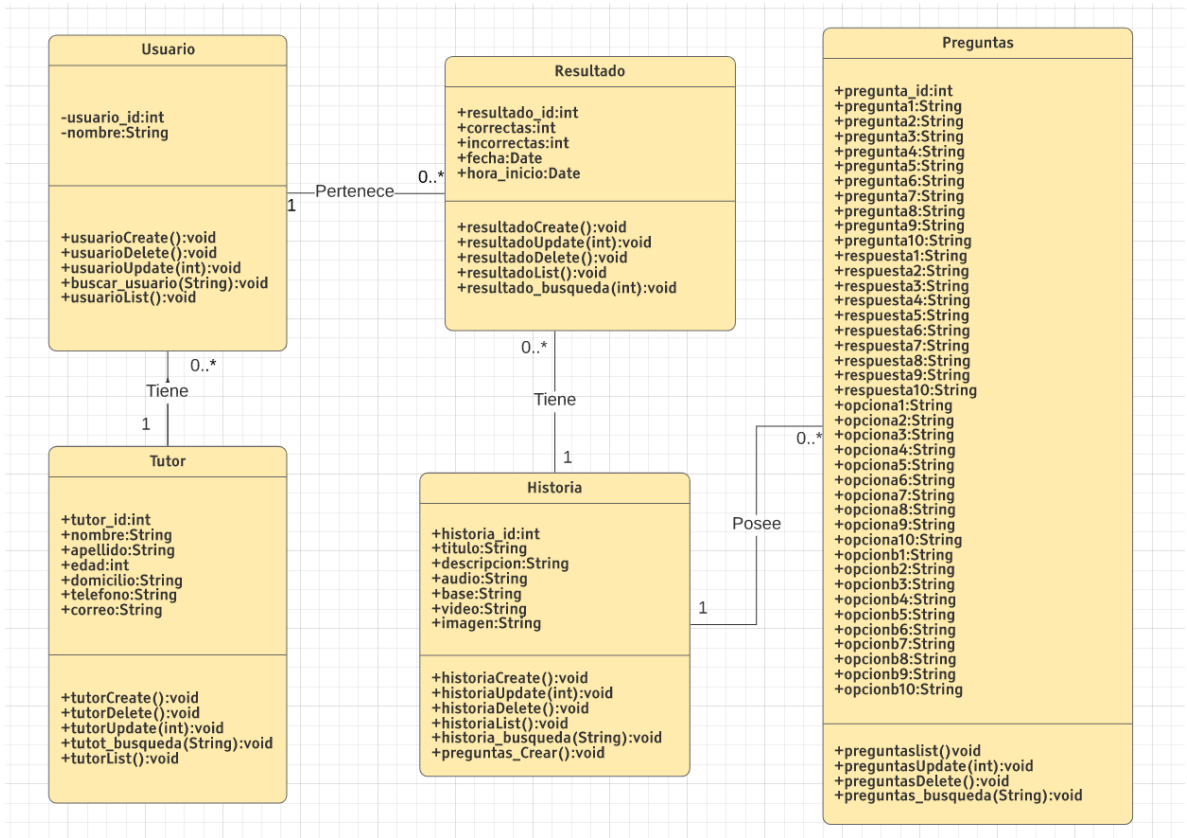 Usuario
-usuario_id:int
-nombre:String
+usuarioCreate():void
+usuarioDelete():void
+usuarioUpdate(int):void
+buscar_usuario(String):void
+usuarioList():void
1
Pertenece
0..*
Resultado
+resultado_id:int
+correctas:int
+incorrectas:int
+fecha:Date
+hora_inicio:Date
+resultadoCreate():void
+resultadoUpdate(int):void
+resultadoDelete():void
+resultadoList():void
+resultado_busqueda(int):void
0..*
Tiene
1
Tutor
+tutor_id:int
+nombre:String
+apellido:String
+edad:int
+domicilio:String
+telefono:String
+correo:String
+tutorCreate():void
+tutorDelete():void
+tutorUpdate(int):void
+tutot_busqueda(String):void
+tutorList():void
0..*
Tiene
1
Historia
+historia_id:int
+titulo:String
+descripcion:String
+audio:String
+base:String
+video:String
+imagen:String
+historiaCreate():void
+historiaUpdate(int):void
+historiaDelete():void
+historiaList():void
+historia_busqueda(String):void
+preguntas_Crear():void
1
Posee
0..*
Preguntas
+pregunta_id:int
+pregunta1:String
+pregunta2:String
+pregunta3:String
+pregunta4:String
+pregunta5:String
+pregunta6:String
+pregunta7:String
+pregunta8:String
+pregunta9:String
+pregunta10:String
+respuesta1:String
+respuesta2:String
+respuesta3:String
+respuesta4:String
+respuesta5:String
+respuesta6:String
+respuesta7:String
+respuesta8:String
+respuesta9:String
+respuesta10:String
+opciona1:String
+opciona2:String
+opciona3:String
+opciona4:String
+opciona5:String
+opciona6:String
+opciona7:String
+opciona8:String
+opciona9:String
+opciona10:String
+opcionb1:String
+opcionb2:String
+opcionb3:String
+opcionb4:String
+opcionb5:String
+opcionb6:String
+opcionb7:String
+opcionb8:String
+opcionb9:String
+opcionb10:String
+preguntaslist()void
+preguntasUpdate(int):void
+preguntasDelete():void
+preguntas_busqueda(String):void